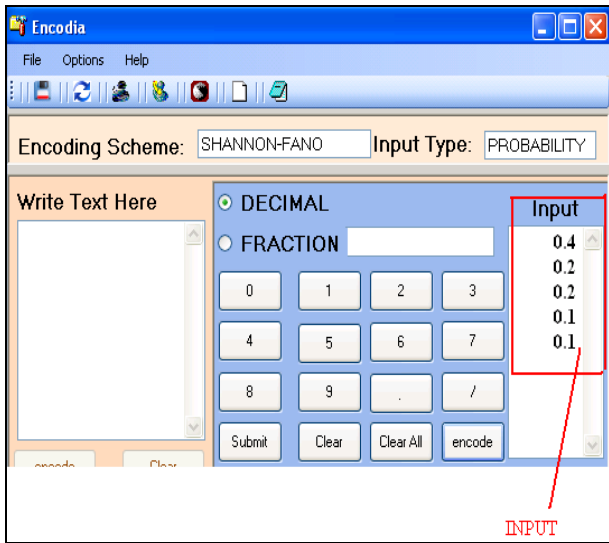 Encodia
File Options Help
Encoding Scheme: SHANNON-FANO Input Type: PROBABILITY
Write Text Here
DECIMAL
FRACTION
Input
0.4
0.2
0.2
0.1
0.1
0 1 2 3
4 5 6 7
8 9 . /
Submit Clear Clear All encode
encode Clear
INPUT